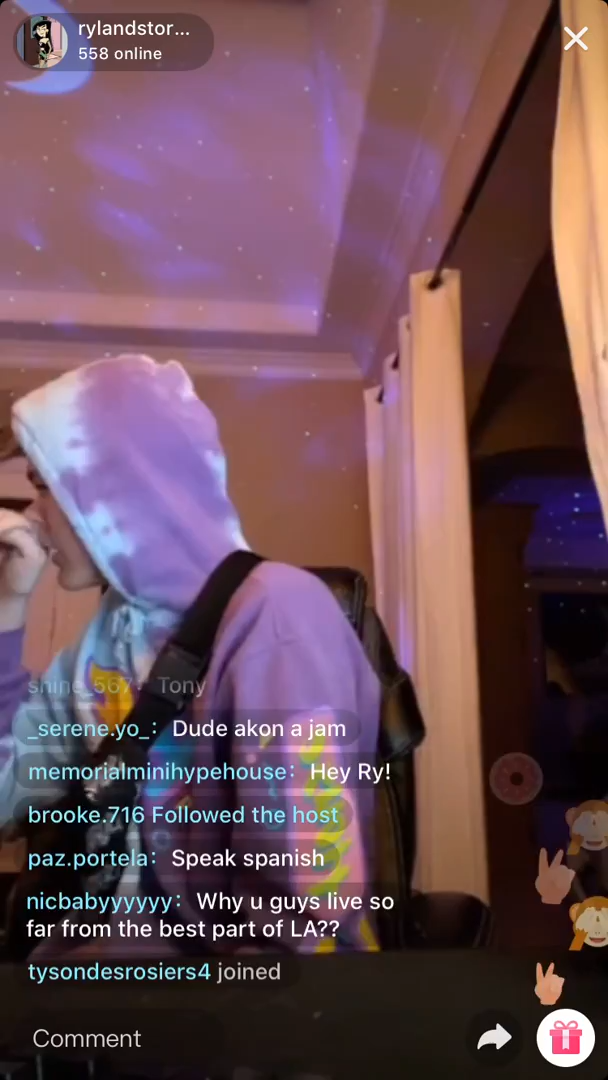 rylandstor...
558 online
shine_567: Tony
_serene.yo_: Dude akon a jam
memorialminihypehouse: Hey Ry!
brooke.716 Followed the host
paz.portela: Speak spanish
nicbabyyyyyy: Why u guys live so
far from the best part of LA??
tysondesrosiers4 joined
Comment